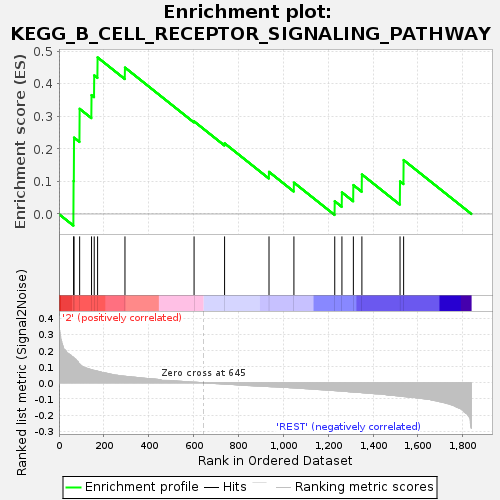 Enrichment plot:
KEGG_B_CELL_RECEPTOR_SIGNALING_PATHWAY
Enrichment score (ES)
0.5
0.4
0.3
0.2
0.1
0.0
'2' (positively correlated)
Ranked list metric (Signal2Noise)
0.4
0.3
0.2
0.1
0.0
-0.1
-0.2
-0.3
Zero cross at 645
'REST' (negatively correlated)
0 200 400 600 800 1,000 1,200 1,400 1,600 1,800
Rank in Ordered Dataset
Enrichment profile Hits Ranking metric scores